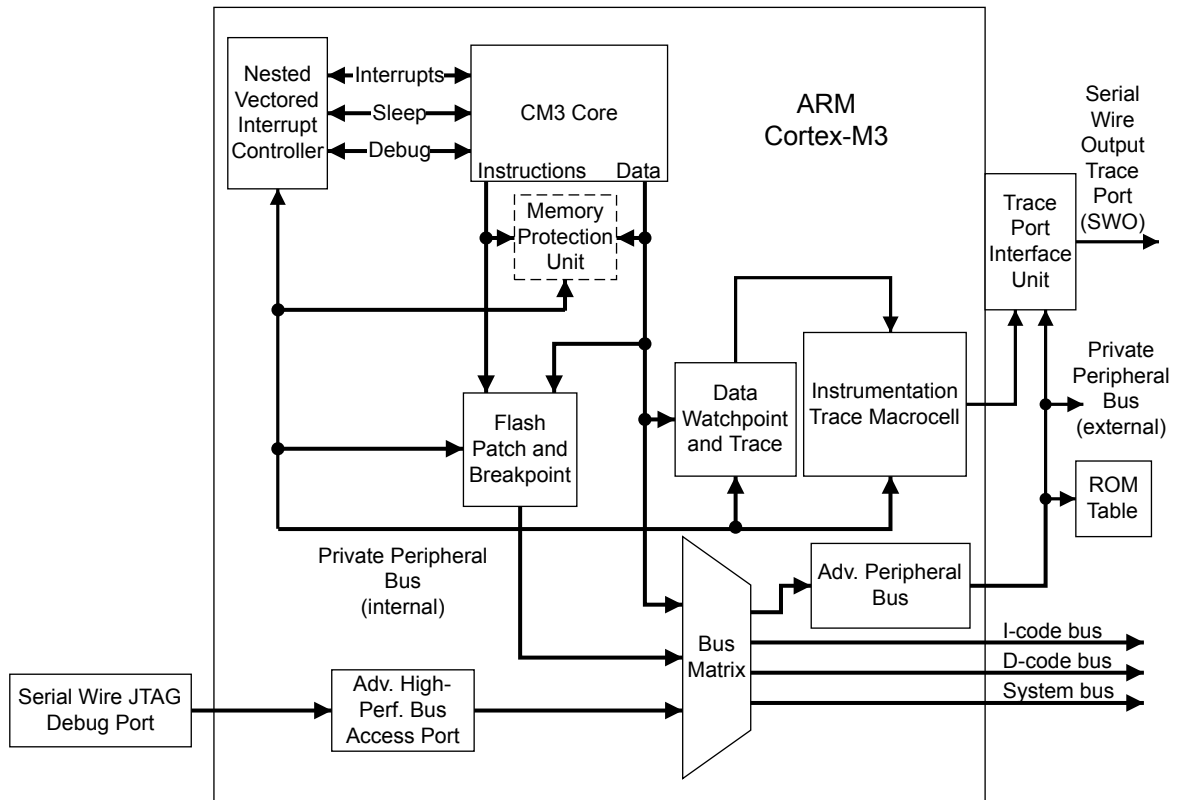 Nested
Vectored
Interrupt
Controller
Interrupts
Sleep
Debug
CM3 Core
Instructions Data
ARM
Cortex-M3
Serial
Wire
Output
Trace
Port
(SWO)
Trace
Port
Interface
Unit
Memory
Protection
Unit
Private
Peripheral
Bus
(external)
Flash
Patch and
Breakpoint
Data
Watchpoint
and Trace
Instrumentation
Trace Macrocell
ROM
Table
Private Peripheral
Bus
(internal)
Adv. Peripheral
Bus
Bus
Matrix
I-code bus
D-code bus
System bus
Serial Wire JTAG
Debug Port
Adv. High-
Perf. Bus
Access Port